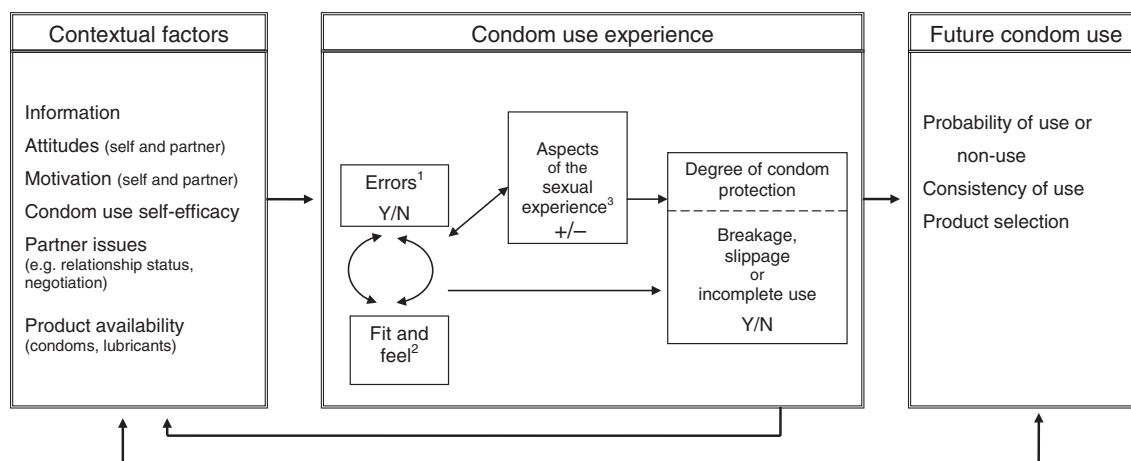 Contextual factors
Information
Attitudes (self and partner)
Motivation (self and partner)
Condom use self-efficacy
Partner issues
(e.g. relationship status,
negotiation)
Product availability
(condoms, lubricants)
Condom use experience
Errors1
Y/N
Fit and
feel2
Aspects
of the
sexual
experience3
+/−
Degree of condom
protection
Breakage,
slippage
or
incomplete use
Y/N
Future condom use
Probability of use or
non-use
Consistency of use
Product selection